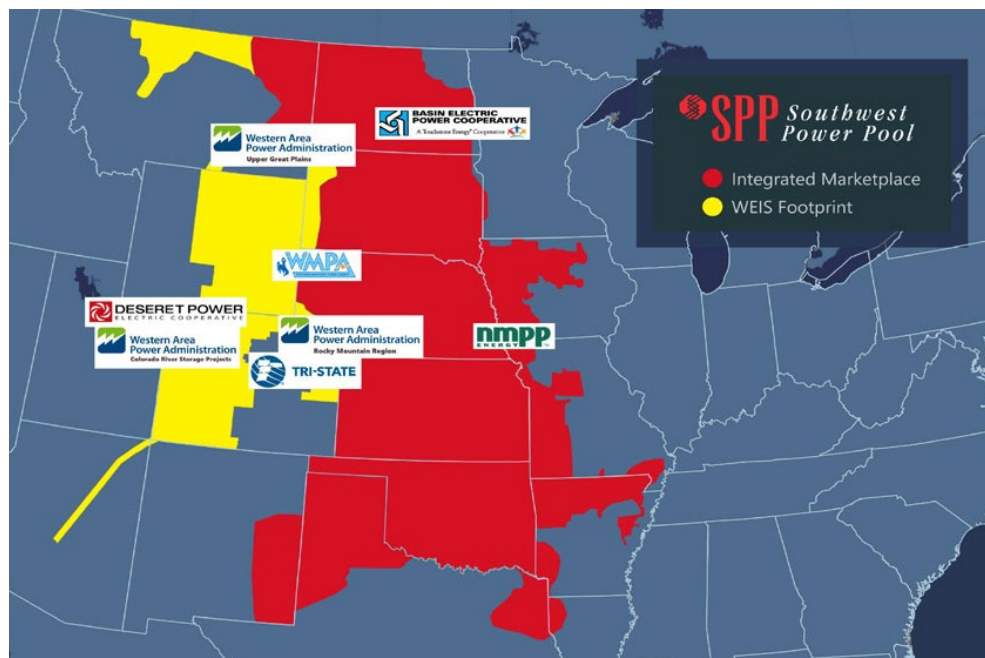 SPP Southwest
Power Pool
Integrated Marketplace
WEIS Footprint
BASIN ELECTRIC
POWER COOPERATIVE
A Touchstone Energy® Cooperative
Western Area
Power Administration
Upper Great Plains
WMPA
DESERET POWER
ELECTRIC COOPERATIVE
Western Area
Power Administration
Colorado River Storage Projects
Western Area
Power Administration
Rocky Mountain Region
nmpp
ENERGY
TRI-STATE